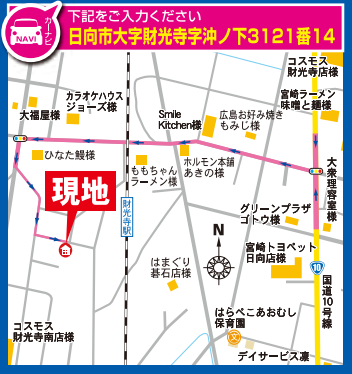 カーナビ
NAVI
下記をご入力ください
日向市大字財光寺字沖ノ下3121番14
コスモス
財光寺店様
カラオケハウス
ジョーズ様
大福屋様
Smile
Kitchen様
広島お好み焼き
もみじ様
宮崎ラーメン
味噌と麺様
ひなた鰻様
ももちゃん
ラーメン様
ホルモン本舗
あきの様
大衆理容室様
現地
財光寺駅
グリーンプラザ
ゴトウ様
N
宮崎トヨペット
日向店様
はまぐり
碁石店様
10
国道10号線
はらぺこあおむし
保育園
文
コスモス
財光寺南店様
デイサービス凛